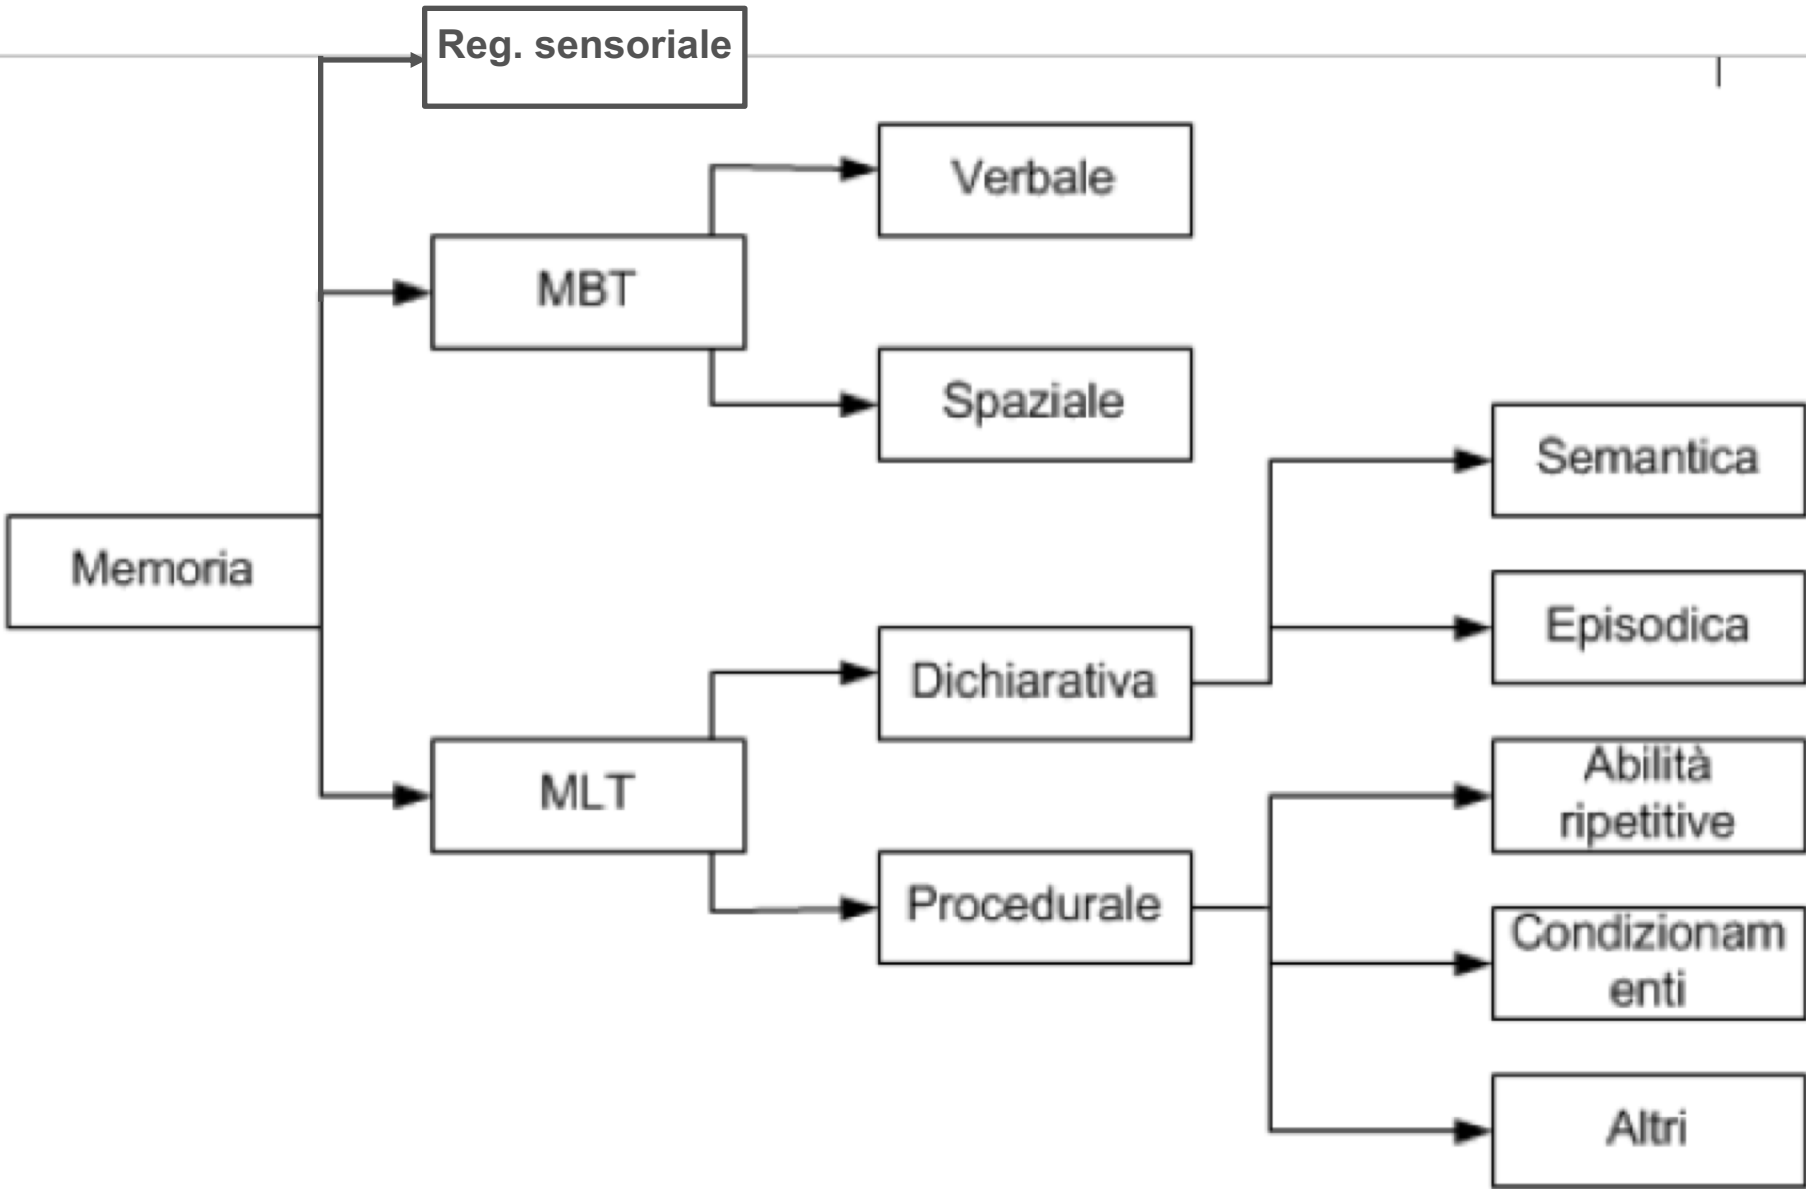 Reg. sensoriale
Verbale
MBT
Spaziale
Semantica
Memoria
Episodica
Dichiarativa
Abilità
ripetitive
MLT
Procedurale
Condizionam
enti
Altri